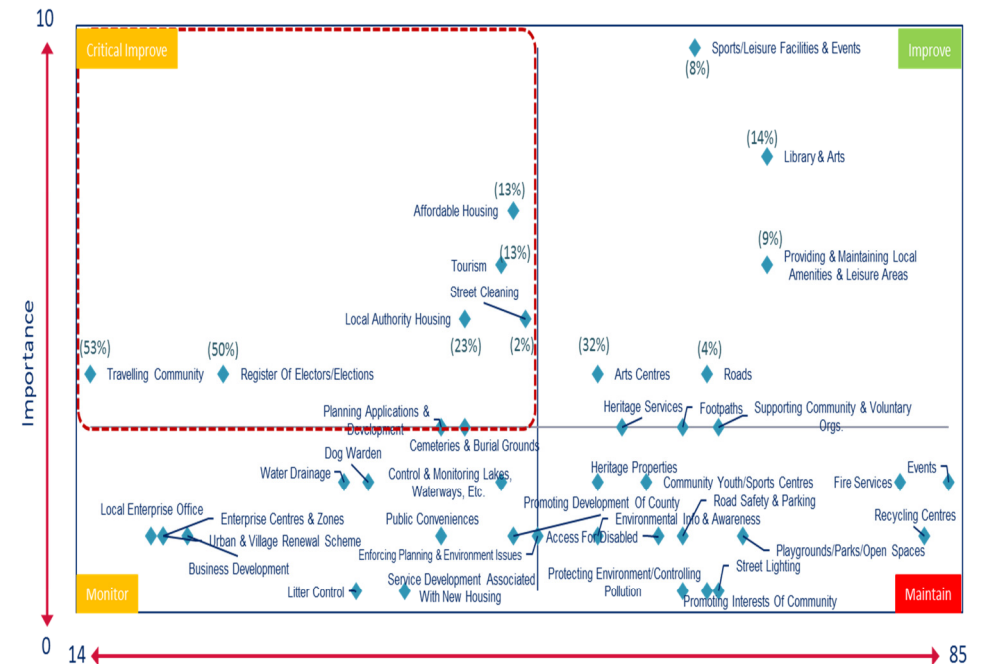 10
Critical Improve
Improve
Sports/Leisure Facilities & Events
(8%)
(14%)
Library & Arts
(13%)
Affordable Housing
(9%)
(13%)
Tourism
Providing & Maintaining Local
Amenities & Leisure Areas
Street Cleaning
Local Authority Housing
Importance
(53%)
(50%)
(23%)
(2%)
(32%)
(4%)
Travelling Community
Register Of Electors/Elections
Arts Centres
Roads
Planning Applications &
Development
Heritage Services
Footpaths
Supporting Community & Voluntary
Orgs.
Cemeteries & Burial Grounds
Dog Warden
Water Drainage
Control & Monitoring Lakes,
Waterways, Etc.
Heritage Properties
Community Youth/Sports Centres
Fire Services
Events
Local Enterprise Office
Enterprise Centres & Zones
Urban & Village Renewal Scheme
Business Development
Public Conveniences
Promoting Development Of County
Road Safety & Parking
Environmental Info & Awareness
Recycling Centres
Access For Disabled
Enforcing Planning & Environment Issues
Playgrounds/Parks/Open Spaces
Street Lighting
Monitor
Litter Control
Service Development Associated
With New Housing
Protecting Environment/Controlling
Pollution
Promoting Interests Of Community
Maintain
0
14
85